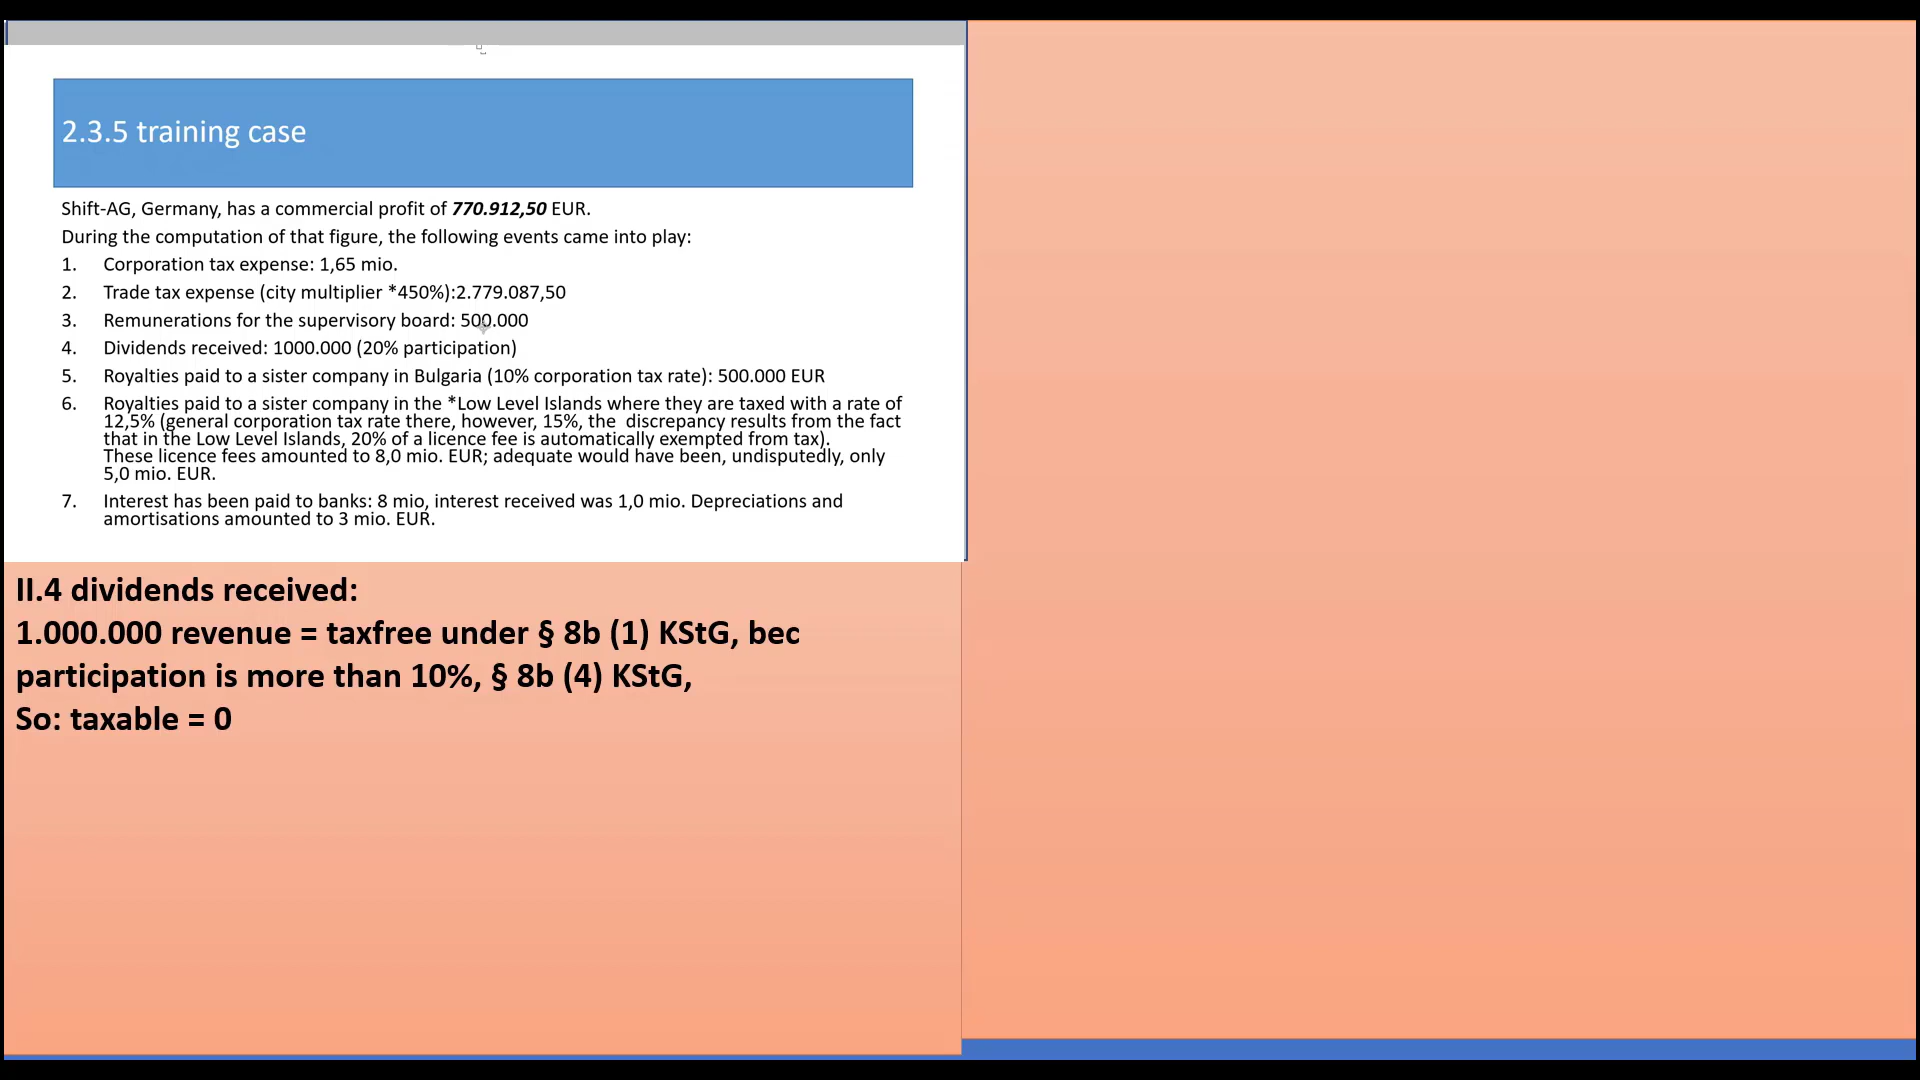 2.3.5 training case
Shift-AG, Germany, has a commercial profit of 770.912,50 EUR.
During the computation of that figure, the following events came into play:
1. Corporation tax expense: 1,65 mio.
2. Trade tax expense (city multiplier *450%):2.779.087,50
3. Remunerations for the supervisory board: 500.000
4. Dividends received: 1000.000 (20% participation)
5. Royalties paid to a sister company in Bulgaria (10% corporation tax rate): 500.000 EUR
6. Royalties paid to a sister company in the *Low Level Islands where they are taxed with a rate of
12,5% (general corporation tax rate there, however, 15%, the discrepancy results from the fact
that in the Low Level Islands, 20% of a licence fee is automatically exempted from tax).
These licence fees amounted to 8,0 mio. EUR; adequate would have been, undisputedly, only
5,0 mio. EUR.
7. Interest has been paid to banks: 8 mio, interest received was 1,0 mio. Depreciations and
amortisations amounted to 3 mio. EUR.
II.4 dividends received:
1.000.000 revenue = taxfree under § 8b (1) KStG, bec
participation is more than 10%, § 8b (4) KStG,
So: taxable = 0